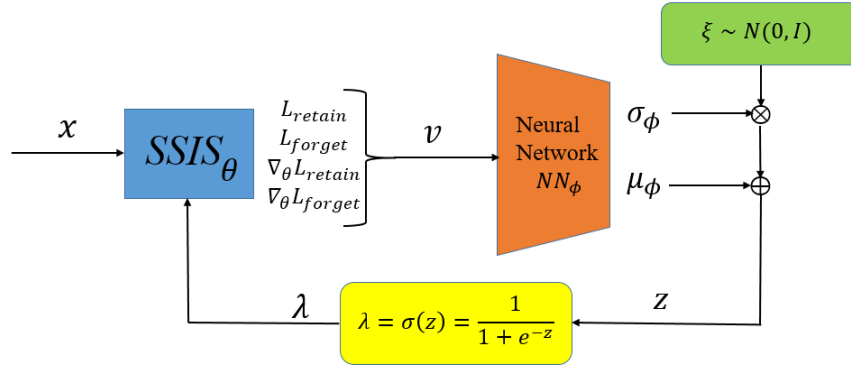 ξ ~ N(0, I)
x
SSIS_θ
L_retain
L_forget
∇_θ L_retain
∇_θ L_forget
v
Neural
Network
NN_ϕ
σ_ϕ
⊗
μ_ϕ
⊕
λ
λ = σ(z) = 1 / (1 + e^{-z})
z